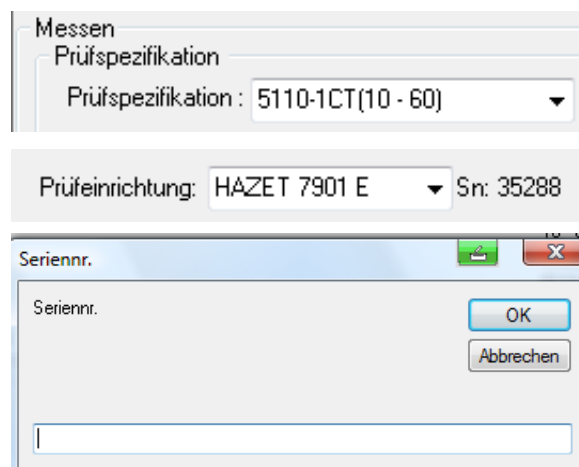 Messen
Prüfspezifikation
Prüfspezifikation : 5110-1CT(10 - 60)
Prüfeinrichtung: HAZET 7901 E Sn: 35288
Seriennr.
Seriennr.
OK
Abbrechen